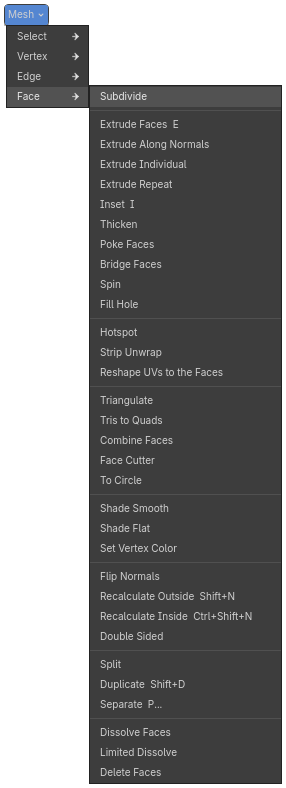 Mesh
Select
Vertex
Edge
Face
Subdivide
Extrude Faces E
Extrude Along Normals
Extrude Individual
Extrude Repeat
Inset I
Thicken
Poke Faces
Bridge Faces
Spin
Fill Hole
Hotspot
Strip Unwrap
Reshape UVs to the Faces
Triangulate
Tris to Quads
Combine Faces
Face Cutter
To Circle
Shade Smooth
Shade Flat
Set Vertex Color
Flip Normals
Recalculate Outside Shift+N
Recalculate Inside Ctrl+Shift+N
Double Sided
Split
Duplicate Shift+D
Separate P...
Dissolve Faces
Limited Dissolve
Delete Faces